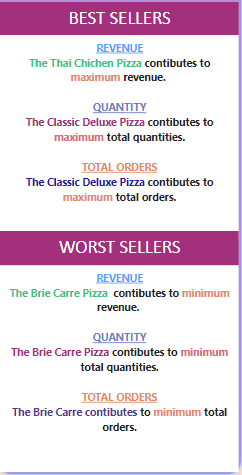 BEST SELLERS
REVENUE
The Thai Chichen Pizza contibutes to
maximum revenue.
QUANTITY
The Classic Deluxe Pizza contibutes to
maximum total quantities.
TOTAL ORDERS
The Classic Deluxe Pizza contibutes to
maximum total orders.
WORST SELLERS
REVENUE
The Brie Carre Pizza contibutes to minimum
revenue.
QUANTITY
The Brie Carre Pizza contibutes to minimum
total quantities.
TOTAL ORDERS
The Brie Carre contibutes to minimum total
orders.